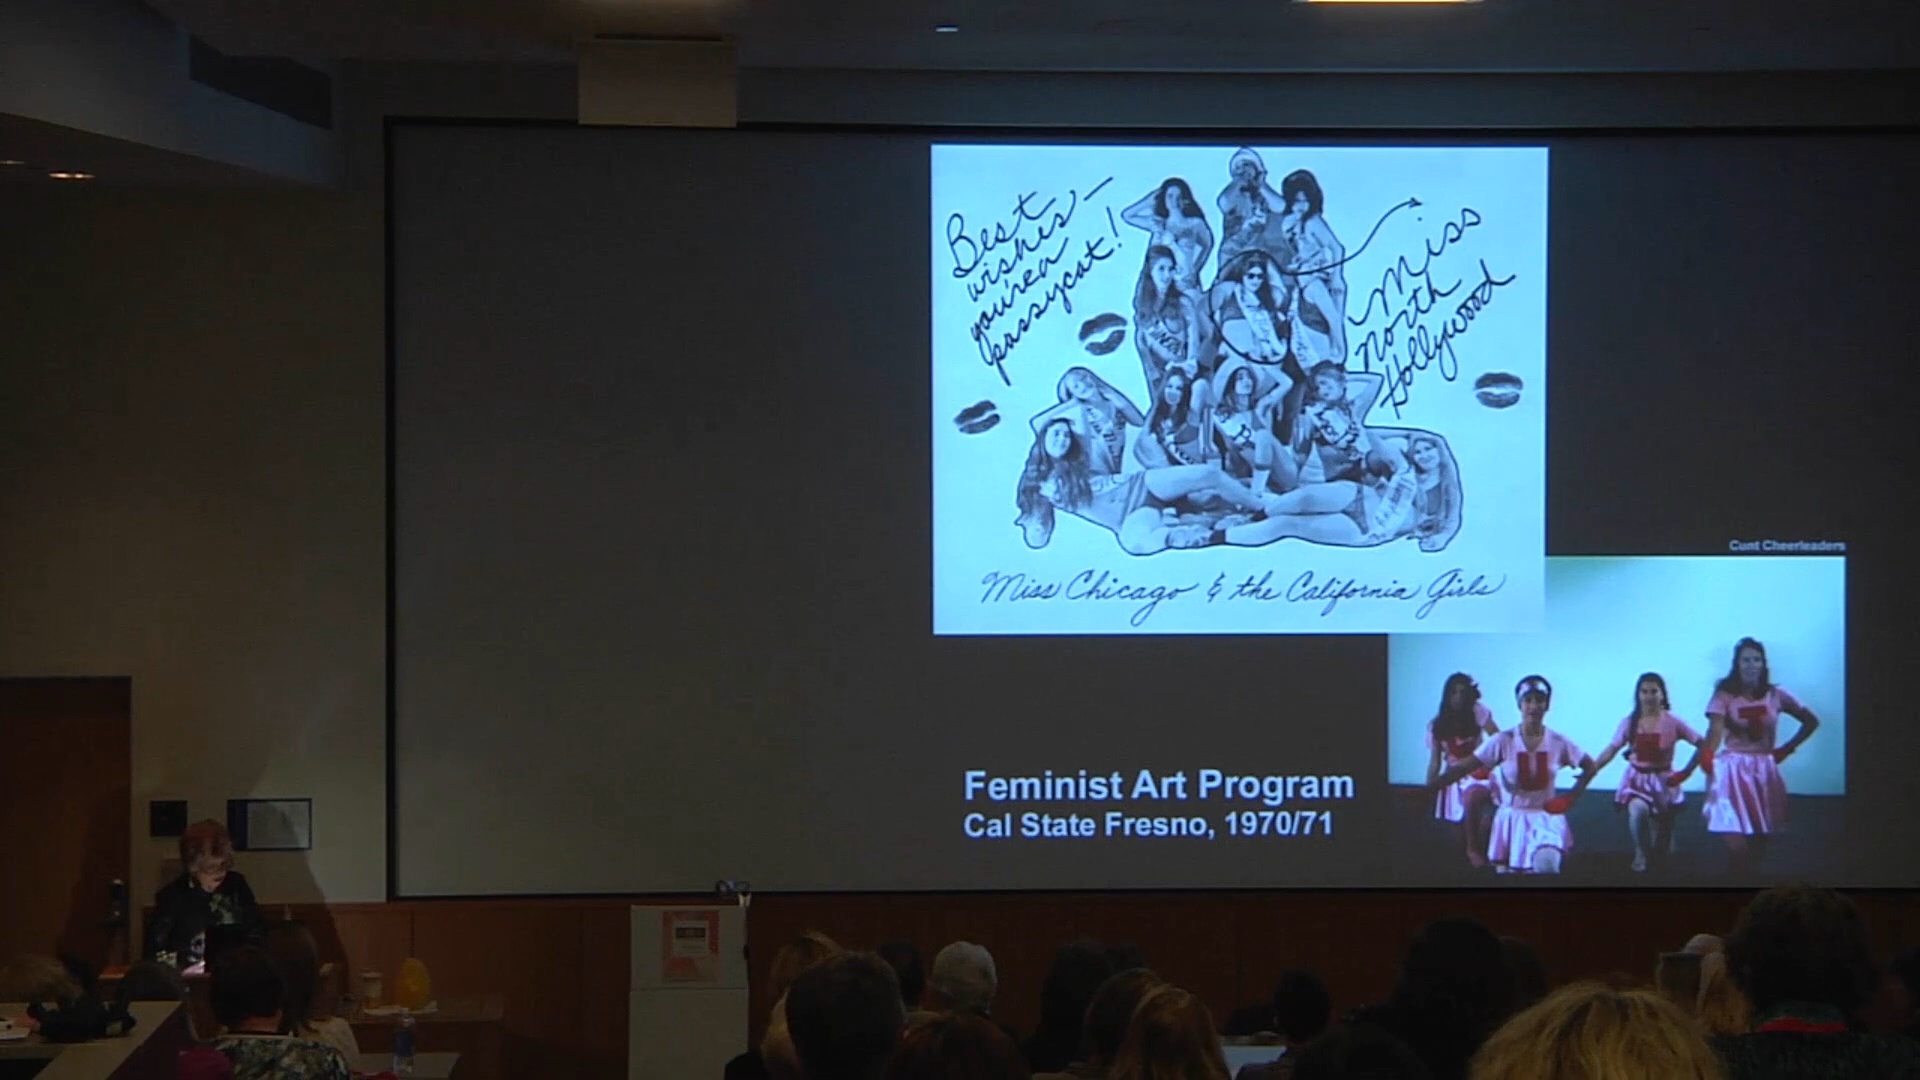 Best
wishes—
you're a
pussycat!
Miss
North
Hollywood
Miss Chicago & the California Girls
Cunt Cheerleaders
U
T
Feminist Art Program
Cal State Fresno, 1970/71